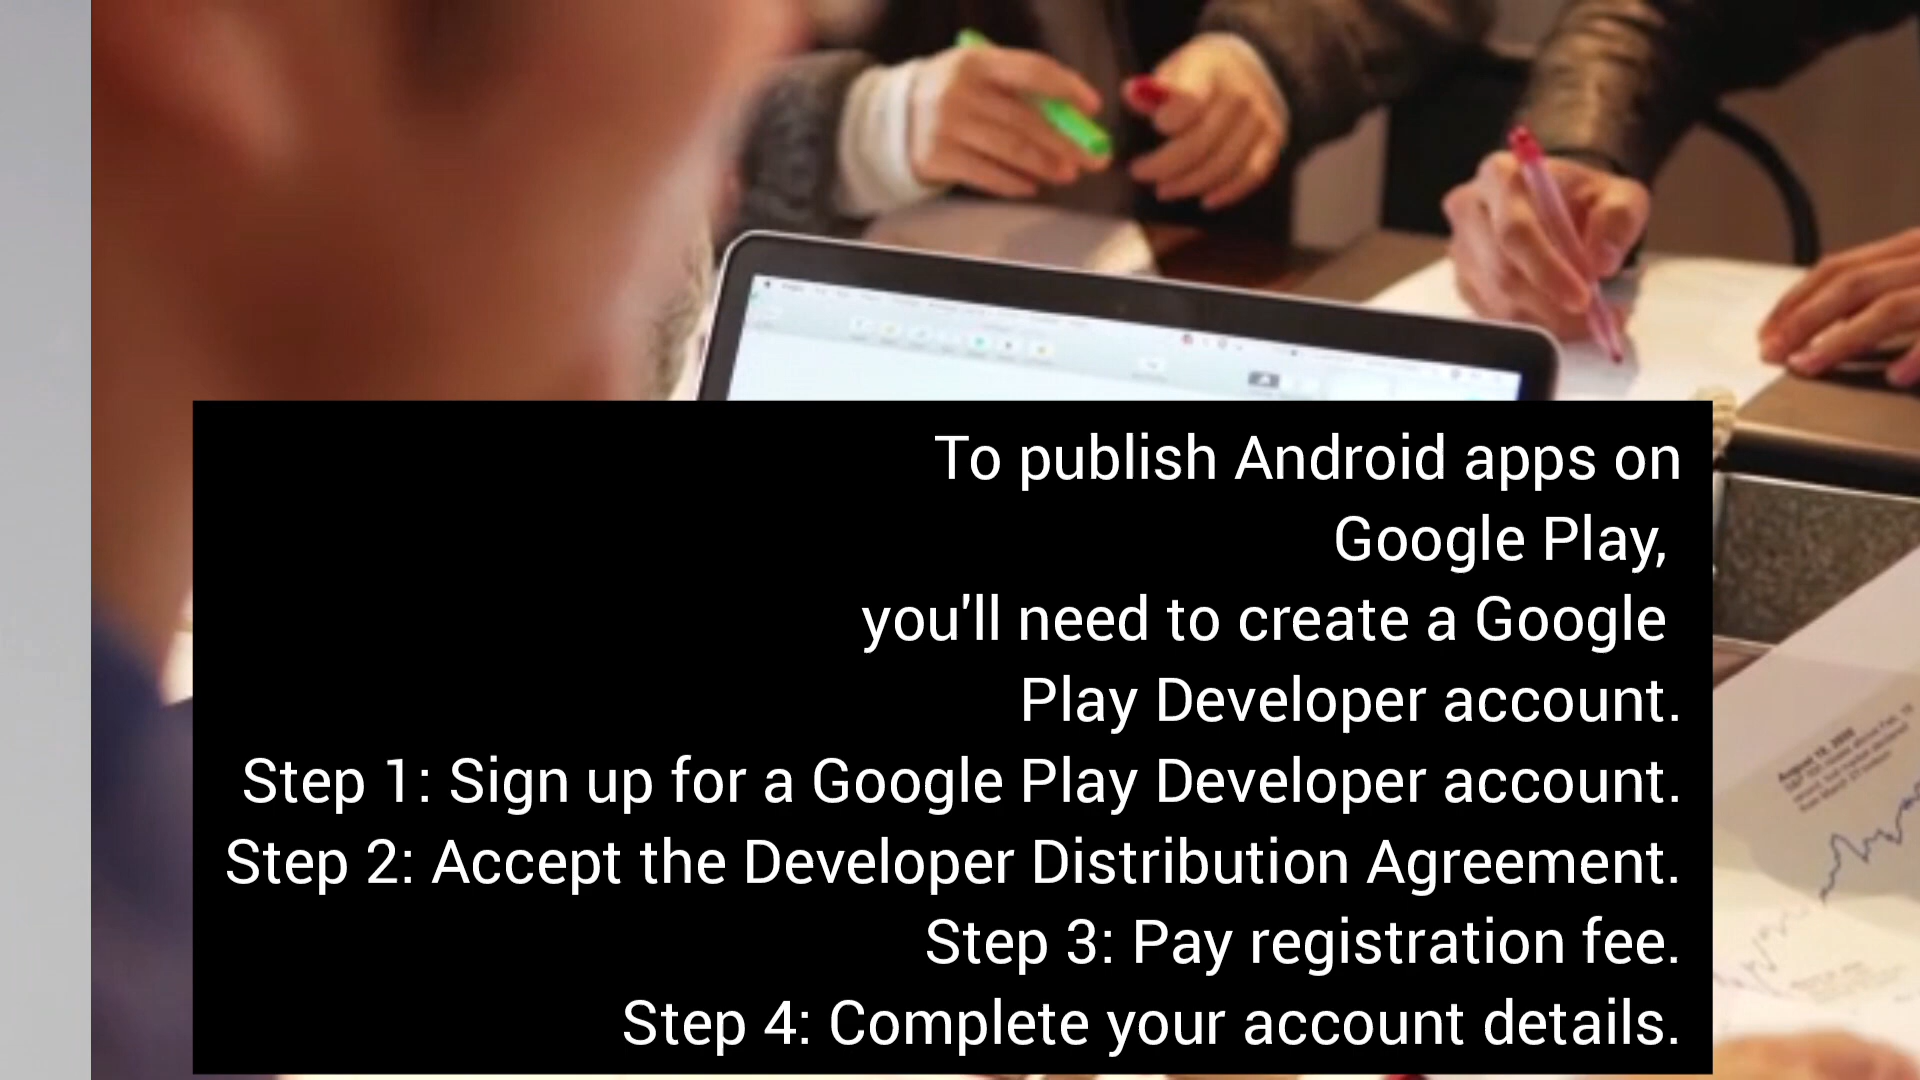 To publish Android apps on
Google Play,
you'll need to create a Google
Play Developer account.
Step 1: Sign up for a Google Play Developer account.
Step 2: Accept the Developer Distribution Agreement.
Step 3: Pay registration fee.
Step 4: Complete your account details.